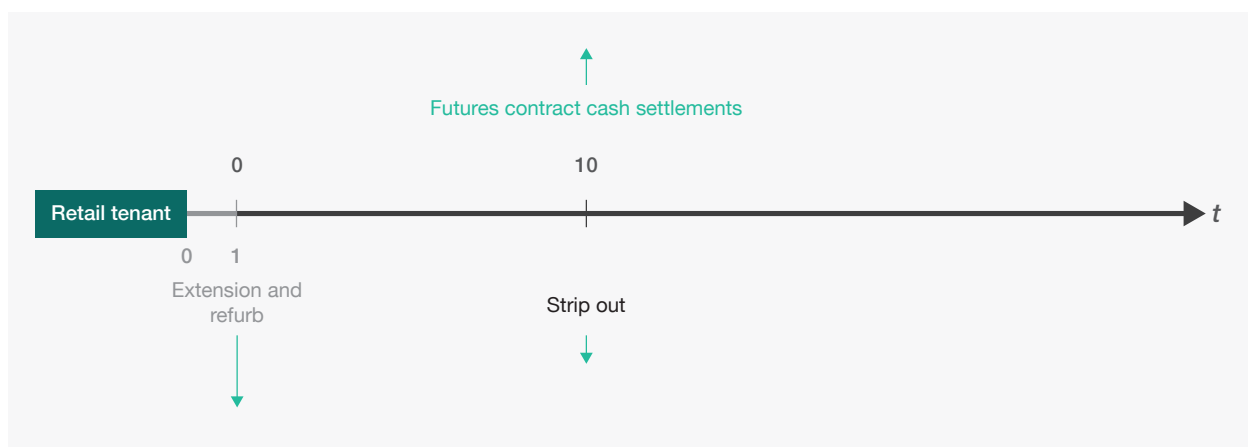 Futures contract cash settlements
0 10
Retail tenant
t
0 1
Extension and
refurb
Strip out